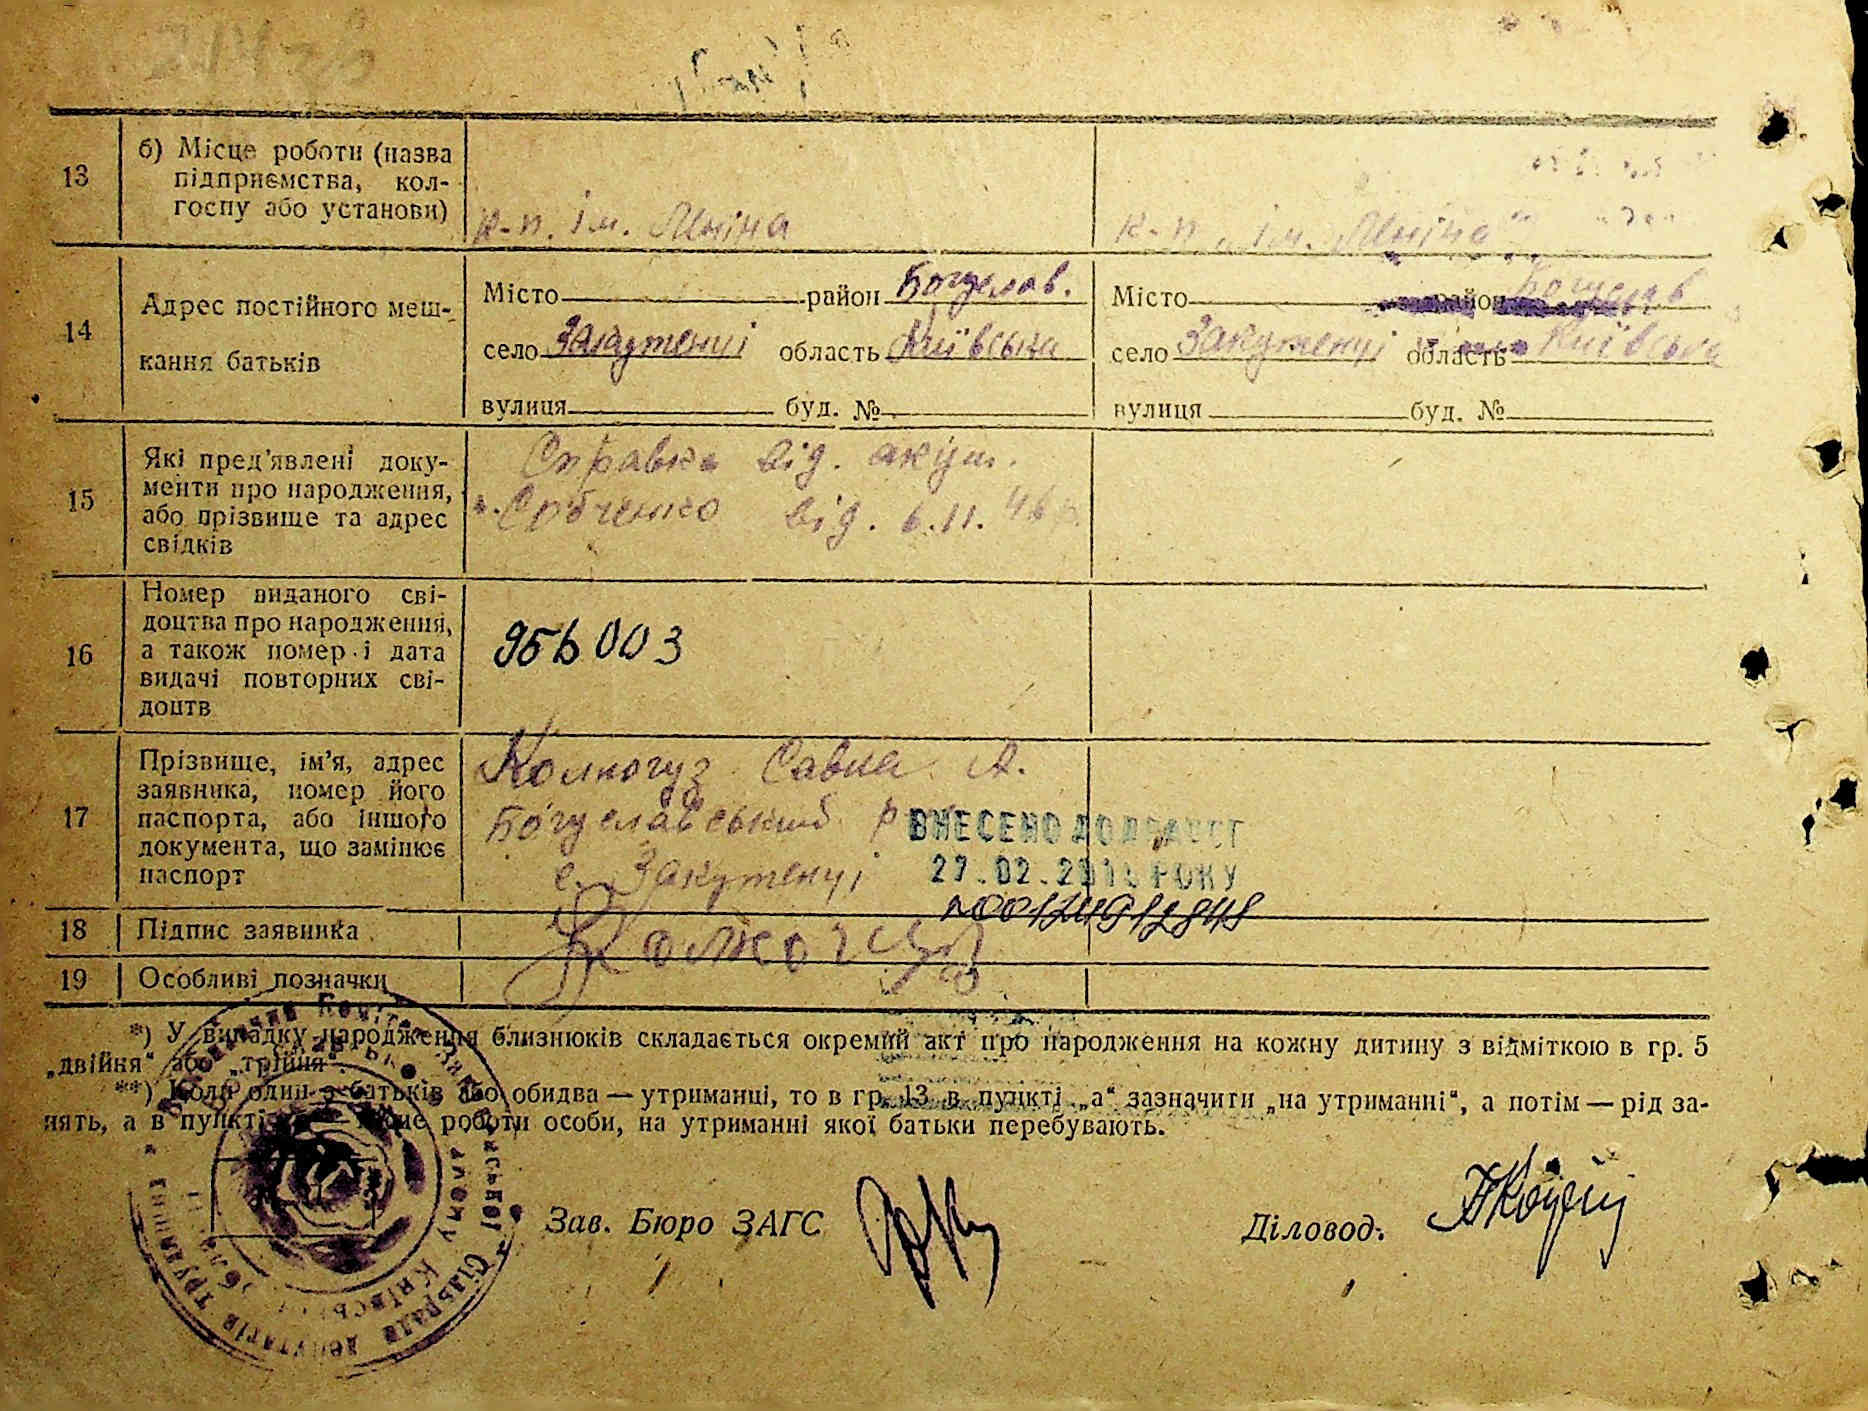 13
б) Місце роботи (назва
підприємства, кол-
госпу або установи)
к-п. ім. Мініна
к-п. ім. Мініна
14
Адрес постійного меш-
кання батьків
Місто район Богуслав.
село Закутенці область Київська
вулиця буд. №
Місто район Богуслав
село Закутенці область Київська
вулиця буд. №
15
Які пред'явлені доку-
менти про народження,
або прізвище та адрес
свідків
Справка від. акуш.
від. 6.11.46 р.
16
Номер виданого сві-
доцтва про народження,
а також номер і дата
видачі повторних сві-
доцтв
956003
17
Прізвище, ім'я, адрес
заявника, номер його
паспорта, або іншого
документа, що замінює
паспорт
Савка А.
Богуславський р
с. Закутенці
ВНЕСЕНО ДО ДРАЦСГ
27.02. РОКУ
18
Підпис заявника
19
Особливі позначки
*) У випадку народження близнюків складається окремий акт про народження на кожну дитину з відміткою в гр. 5
„двійня“ або „трійня“.
**) Коли один з батьків або обидва — утриманці, то в гр. 13 в пункті „а“ зазначити „на утриманні“, а потім — рід за-
нять, а в пункті — місце роботи особи, на утриманні якої батьки перебувають.
Зав. Бюро ЗАГС
Діловод.